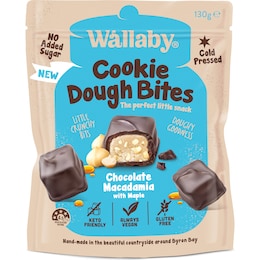 Wallaby®
130g℮
No
Added
Sugar
NEW
Cold
Pressed
Cookie
Dough Bites
The perfect little snack
LITTLE
CRUNCHY
BITS
DOUGHY
GOODNESS
Chocolate
Macadamia
with Maple
KETO
FRIENDLY
ALWAYS
VEGAN
GLUTEN
FREE
Hand-made in the beautiful countryside around Byron Bay